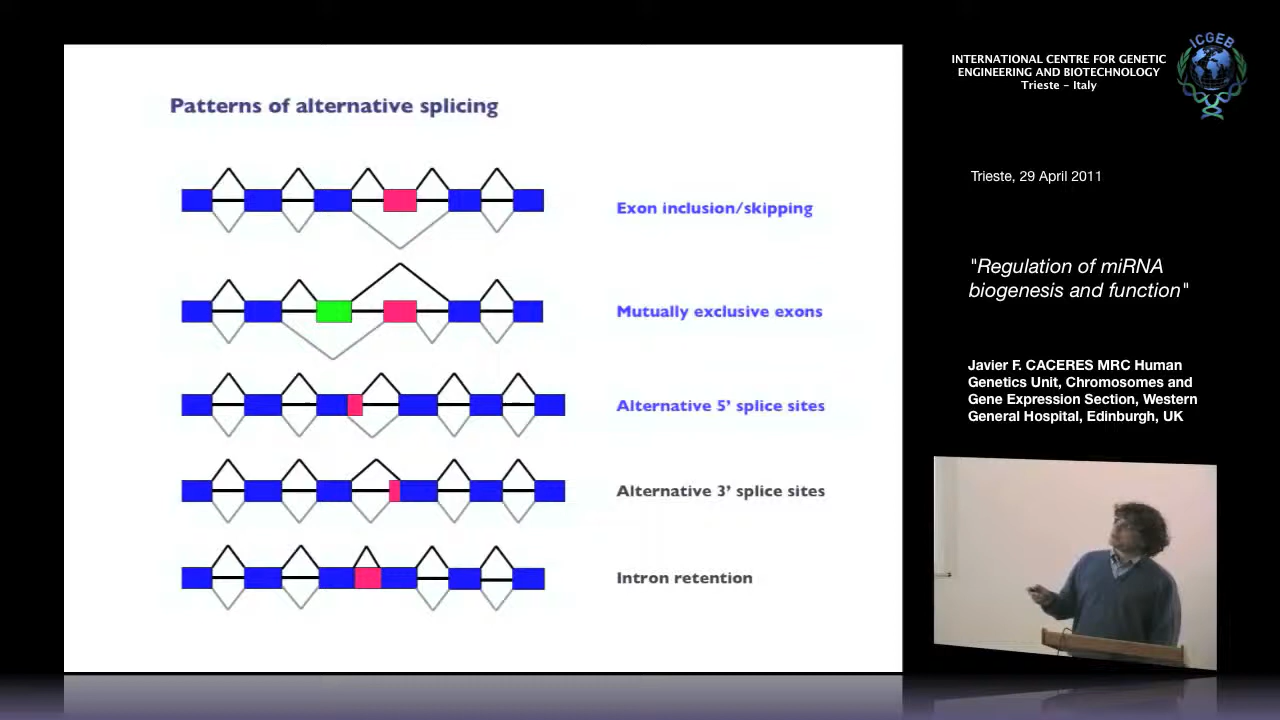 Patterns of alternative splicing
Exon inclusion/skipping
Mutually exclusive exons
Alternative 5’ splice sites
Alternative 3’ splice sites
Intron retention
INTERNATIONAL CENTRE FOR GENETIC
ENGINEERING AND BIOTECHNOLOGY
Trieste - Italy
ICGEB
Trieste, 29 April 2011
"Regulation of miRNA
biogenesis and function"
Javier F. CACERES MRC Human
Genetics Unit, Chromosomes and
Gene Expression Section, Western
General Hospital, Edinburgh, UK